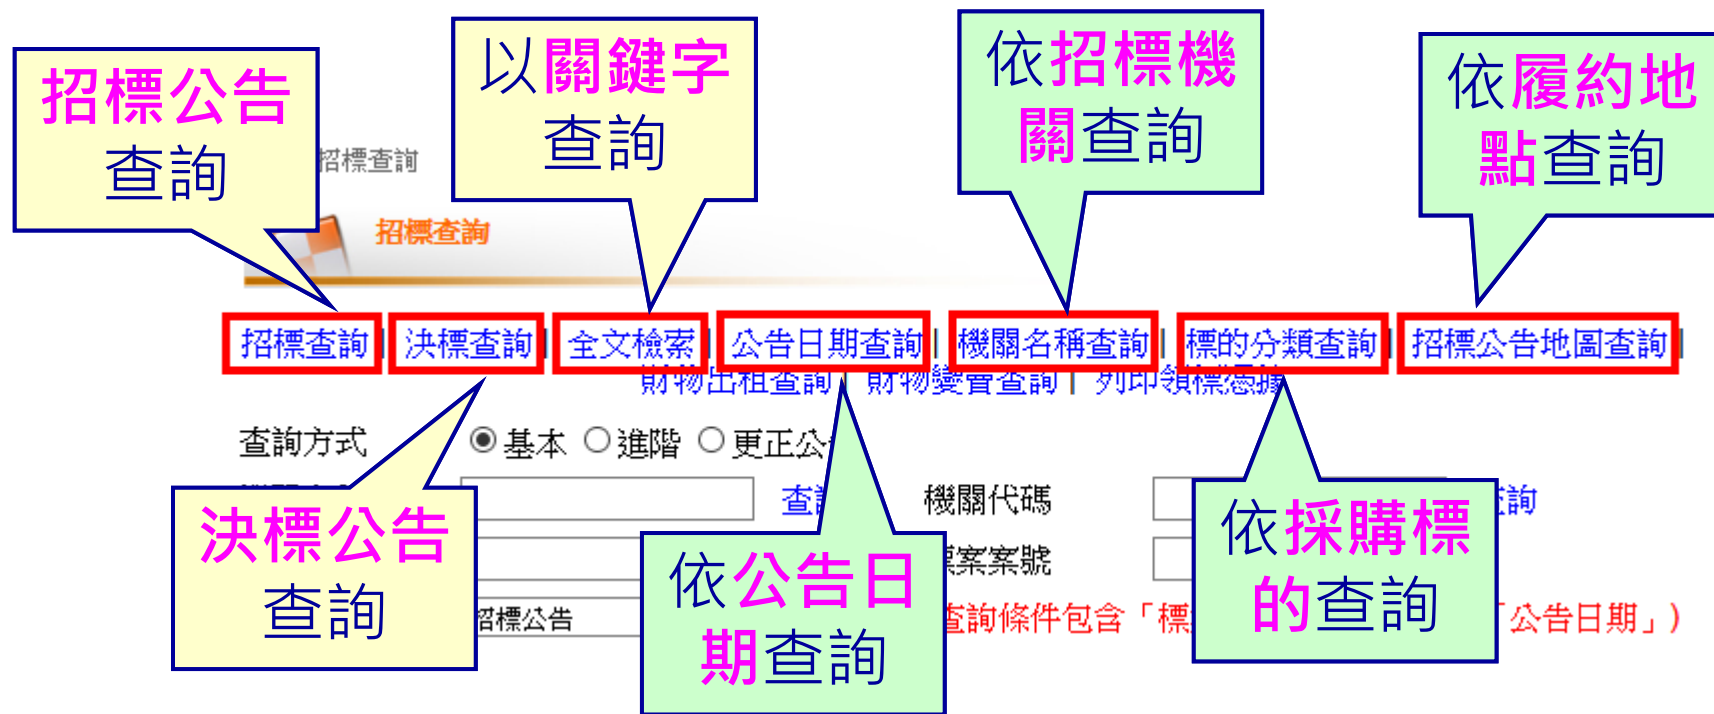 招標公告
查詢
以關鍵字
查詢
依招標機
關查詢
依履約地
點查詢
招標查詢
招標查詢
招標查詢| 決標查詢| 全文檢索| 公告日期查詢| 機關名稱查詢| 標的分類查詢| 招標公告地圖查詢|
財物出租查詢| 財物變賣查詢| 列印領標憑據
查詢方式 基本 進階 更正公
機關代碼
案案號
招標公告 查詢條件包含「標 「公告日期」)
決標公告
查詢
依公告日
期查詢
依採購標
的查詢